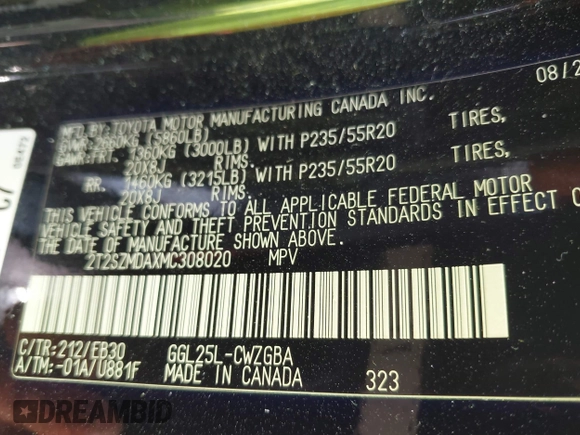 08/2
MFD BY: TOYOTA MOTOR MANUFACTURING CANADA INC.
GVWR: (5860LB)
GAWR: FRT. 1360KG (3000LB) WITH P235/55R20 TIRES,
20X8J RIMS.
RR. 1460KG (3215LB) WITH P235/55R20 TIRES,
20X8J RIMS.
THIS VEHICLE CONFORMS TO ALL APPLICABLE FEDERAL MOTOR
VEHICLE SAFETY AND THEFT PREVENTION STANDARDS IN EFFECT
THE DATE OF MANUFACTURE SHOWN ABOVE.
2T2SZMDAXMC308020 MPV
C/TR:212/EB30 GGL25L-CWZGBA
A/TM:-01A/U881F MADE IN CANADA 323
DREAMBID